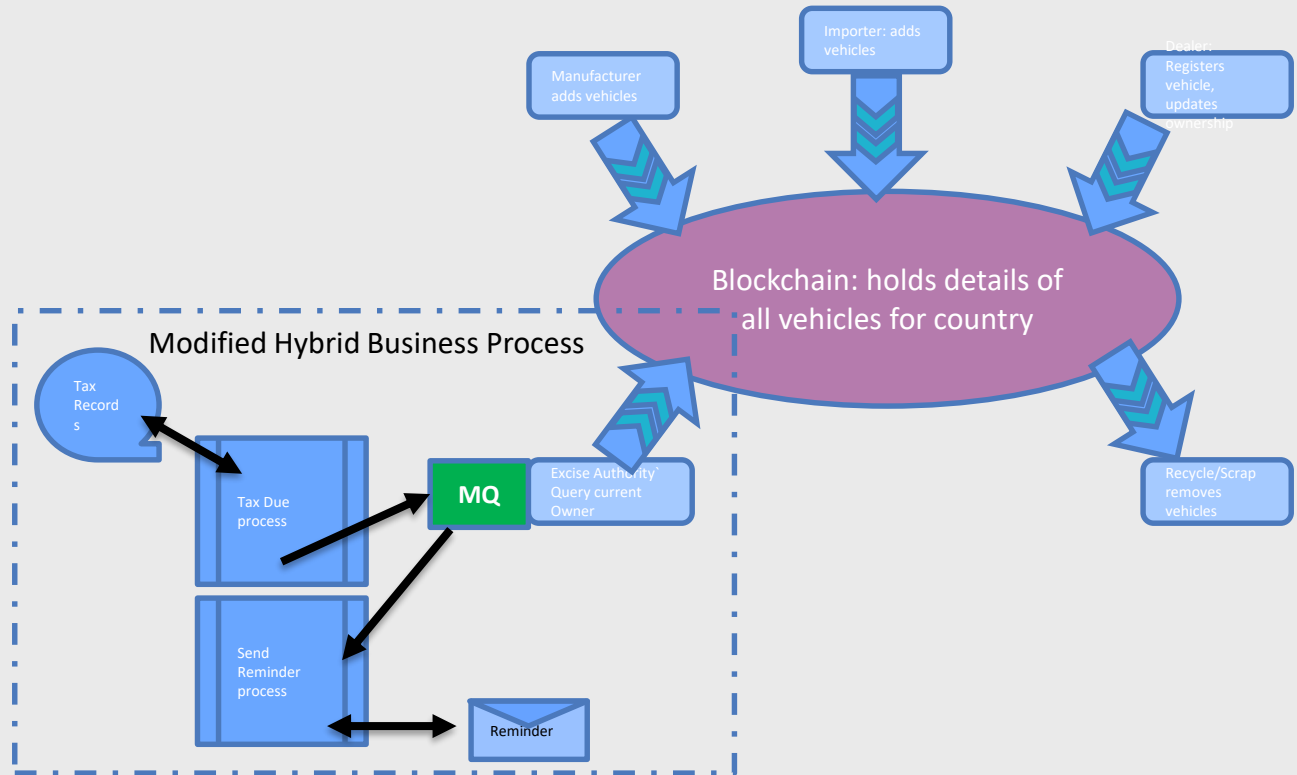 Importer: adds
vehicles
Manufacturer
adds vehicles
Dealer:
Registers
vehicle,
updates
ownership
Blockchain: holds details of
all vehicles for country
Modified Hybrid Business Process
Tax
Record
s
Tax Due
process
MQ
Excise Authority`
Query current
Owner
Recycle/Scrap
removes
vehicles
Send
Reminder
process
Reminder